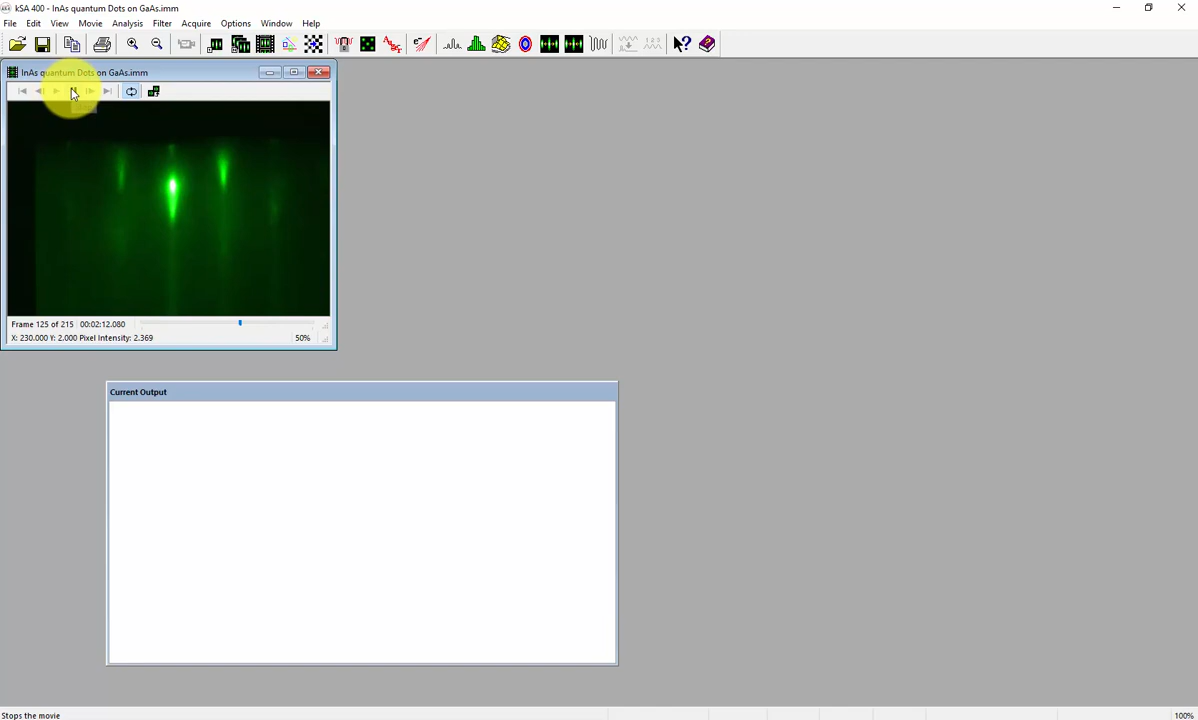 kSA 400 - InAs quantum Dots on GaAs.imm
File Edit View Movie Analysis Filter Acquire Options Window Help
InAs quantum Dots on GaAs.imm
Frame 125 of 215 00:02:12.080
X: 230.000 Y: 2.000 Pixel Intensity: 2.369 50%
Current Output
Stops the movie 100%